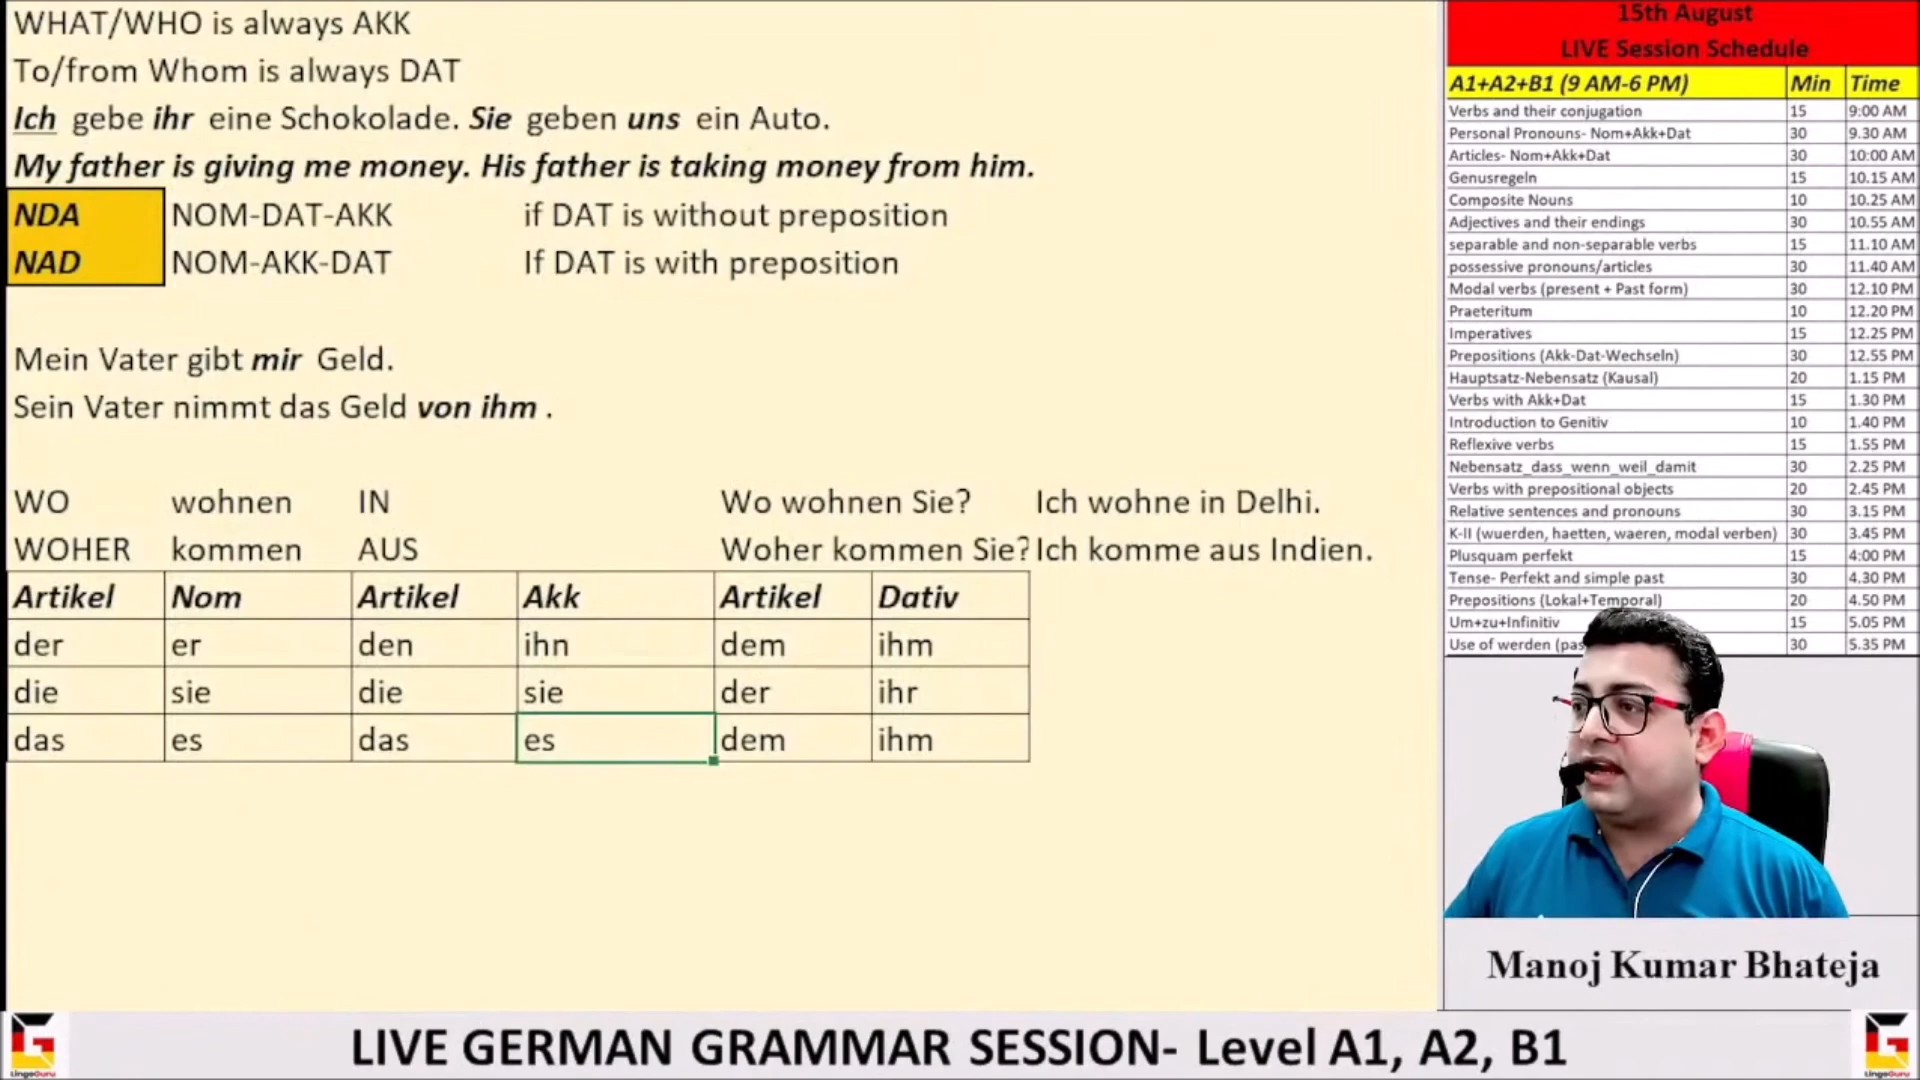 WHAT/WHO is always AKK
To/from Whom is always DAT
Ich gebe ihr eine Schokolade. Sie geben uns ein Auto.
My father is giving me money. His father is taking money from him.
NDA NOM-DAT-AKK if DAT is without preposition
NAD NOM-AKK-DAT If DAT is with preposition
Mein Vater gibt mir Geld.
Sein Vater nimmt das Geld von ihm .
WO wohnen IN Wo wohnen Sie? Ich wohne in Delhi.
WOHER kommen AUS Woher kommen Sie? Ich komme aus Indien.
Artikel Nom Artikel Akk Artikel Dativ
der er den ihn dem ihm
die sie die sie der ihr
das es das es dem ihm
15th August
LIVE Session Schedule
A1+A2+B1 (9 AM-6 PM) Min Time
Verbs and their conjugation 15 9:00 AM
Personal Pronouns- Nom+Akk+Dat 30 9.30 AM
Articles- Nom+Akk+Dat 30 10:00 AM
Genusregeln 15 10.15 AM
Composite Nouns 10 10.25 AM
Adjectives and their endings 30 10.55 AM
separable and non-separable verbs 15 11.10 AM
possessive pronouns/articles 30 11.40 AM
Modal verbs (present + Past form) 30 12.10 PM
Praeteritum 10 12.20 PM
Imperatives 15 12.25 PM
Prepositions (Akk-Dat-Wechseln) 30 12.55 PM
Hauptsatz-Nebensatz (Kausal) 20 1.15 PM
Verbs with Akk+Dat 15 1.30 PM
Introduction to Genitiv 10 1.40 PM
Reflexive verbs 15 1.55 PM
Nebensatz_dass_wenn_weil_damit 30 2.25 PM
Verbs with prepositional objects 20 2.45 PM
Relative sentences and pronouns 30 3.15 PM
K-II (wuerden, haetten, waeren, modal verben) 30 3.45 PM
Plusquam perfekt 15 4:00 PM
Tense- Perfekt and simple past 30 4.30 PM
Prepositions (Lokal+Temporal) 20 4.50 PM
Um+zu+Infinitiv 15 5.05 PM
Use of werden (pas 30 5.35 PM
Manoj Kumar Bhateja
LingoGuru LIVE GERMAN GRAMMAR SESSION- Level A1, A2, B1 LingoGuru